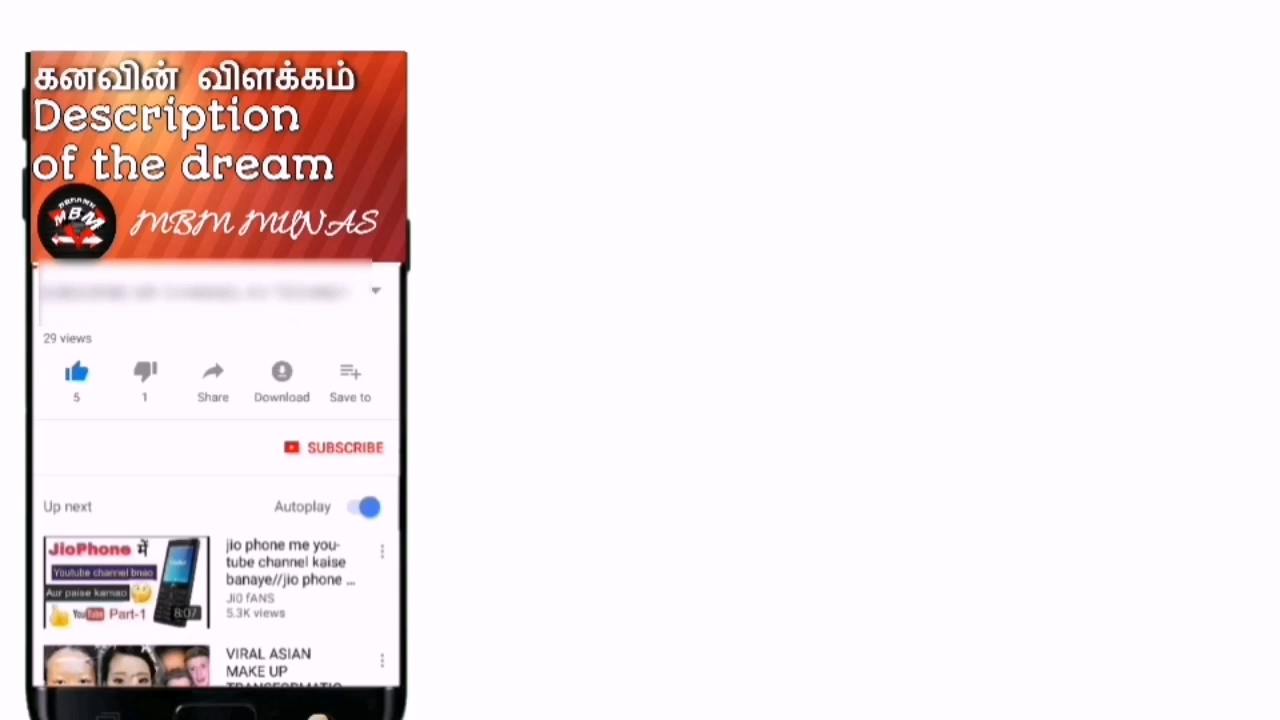 கனவின் விளக்கம்
Description
of the dream
MBM
MBM MUNAS
29 views
5
1
Share
Download
Save to
SUBSCRIBE
Up next
Autoplay
JioPhone में
Youtube channel bnao
Aur paise kamao
YouTube Part-1
8:07
jio phone me you-
tube channel kaise
banaye//jio phone ...
JiO fANS
5.3K views
VIRAL ASIAN
MAKE UP
TRANSFORMATIO